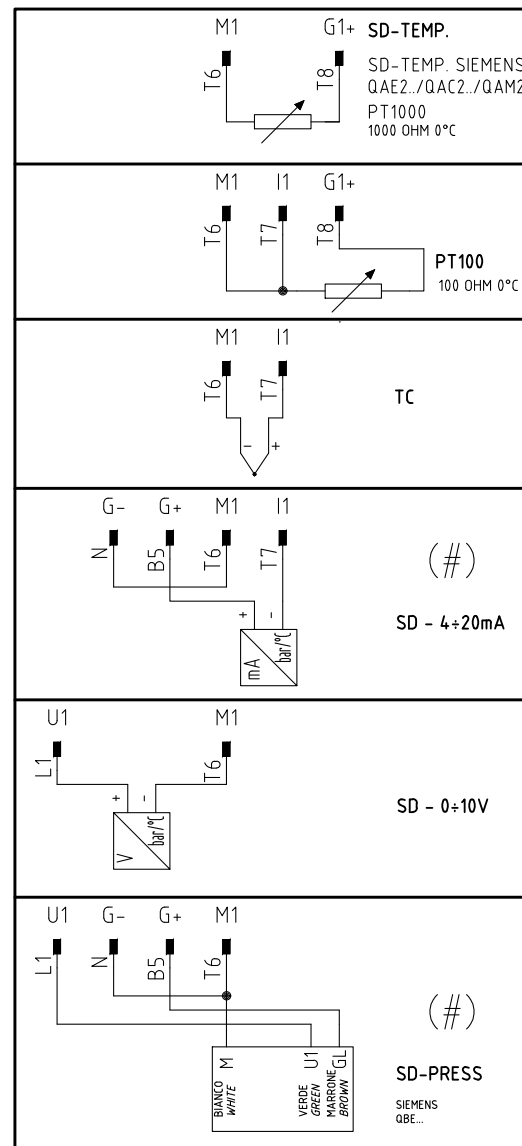 M1 G1+ SD-TEMP.
T6 T8
SD-TEMP. SIEMENS
QAE2../QAC2../QAM2
PT1000
1000 OHM 0°C
M1 I1 G1+
T6 T7 T8
PT100
100 OHM 0°C
M1 I1
T6 T7
TC
- +
G- G+ M1 I1
N B5 T6 T7
(#)
+ -
SD - 4÷20mA
mA bar/°C
U1 M1
L1 T6
+ -
SD - 0÷10V
V bar/°C
U1 G- G+ M1
L1 N B5 T6
(#)
M U1 GL
BIANCO
WHITE
VERDE
GREEN
MARRONE
BROWN
SD-PRESS
SIEMENS
QBE...